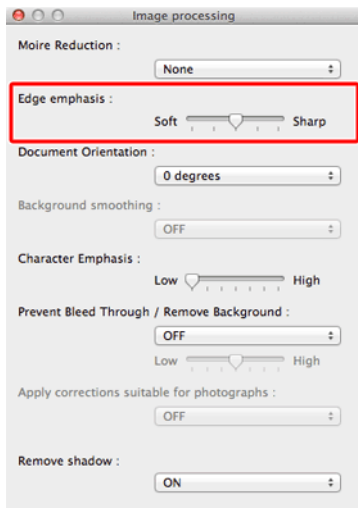 Image processing
Moire Reduction :
None
Edge emphasis :
Soft Sharp
Document Orientation :
0 degrees
Background smoothing :
OFF
Character Emphasis :
Low High
Prevent Bleed Through / Remove Background :
OFF
Low High
Apply corrections suitable for photographs :
OFF
Remove shadow :
ON